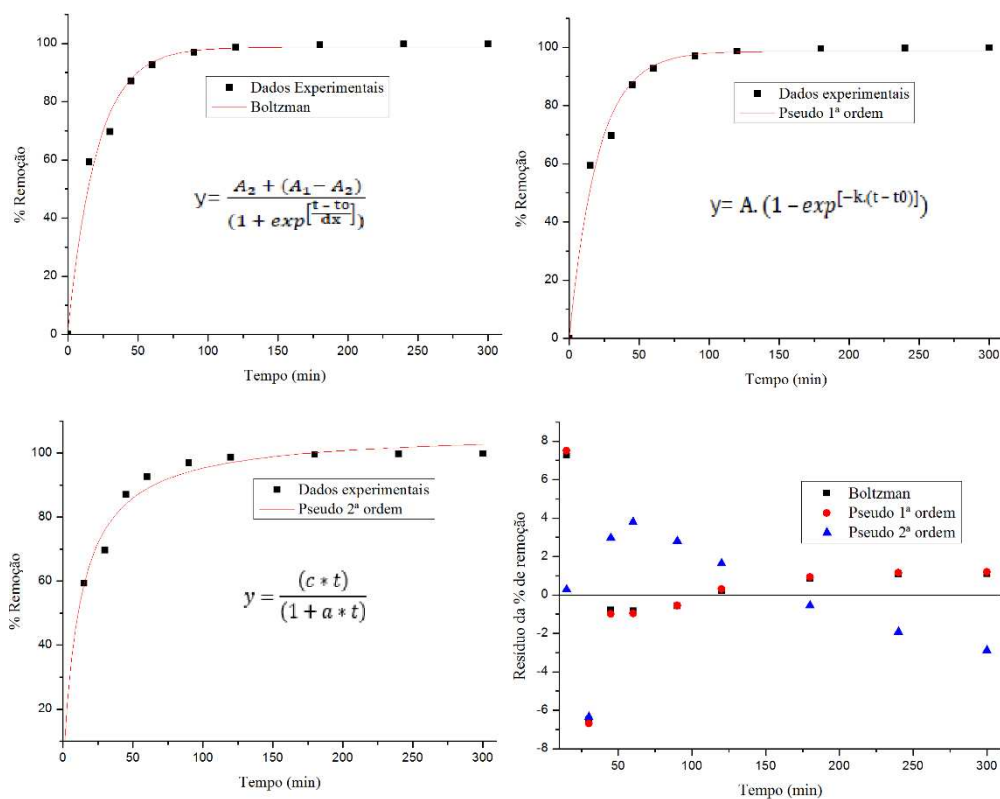 100
80
60
40
20
0
% Remoção
Dados Experimentais
Boltzman
y= A₂ + (A₁ − A₂) / (1 + exp^[(t − to)/dx])
0 50 100 150 200 250 300
Tempo (min)
100
80
60
40
20
0
% Remoção
Dados experimentais
Pseudo 1ª ordem
y= A. (1 − exp^[−k.(t − t0)])
0 50 100 150 200 250 300
Tempo (min)
100
80
60
40
20
% Remoção
Dados experimentais
Pseudo 2ª ordem
y = (c * t) / (1 + a * t)
0 50 100 150 200 250 300
Tempo (min)
8
6
4
2
0
-2
-4
-6
-8
Resíduo da % de remoção
Boltzman
Pseudo 1ª ordem
Pseudo 2ª ordem
0 50 100 150 200 250 300
Tempo (min)